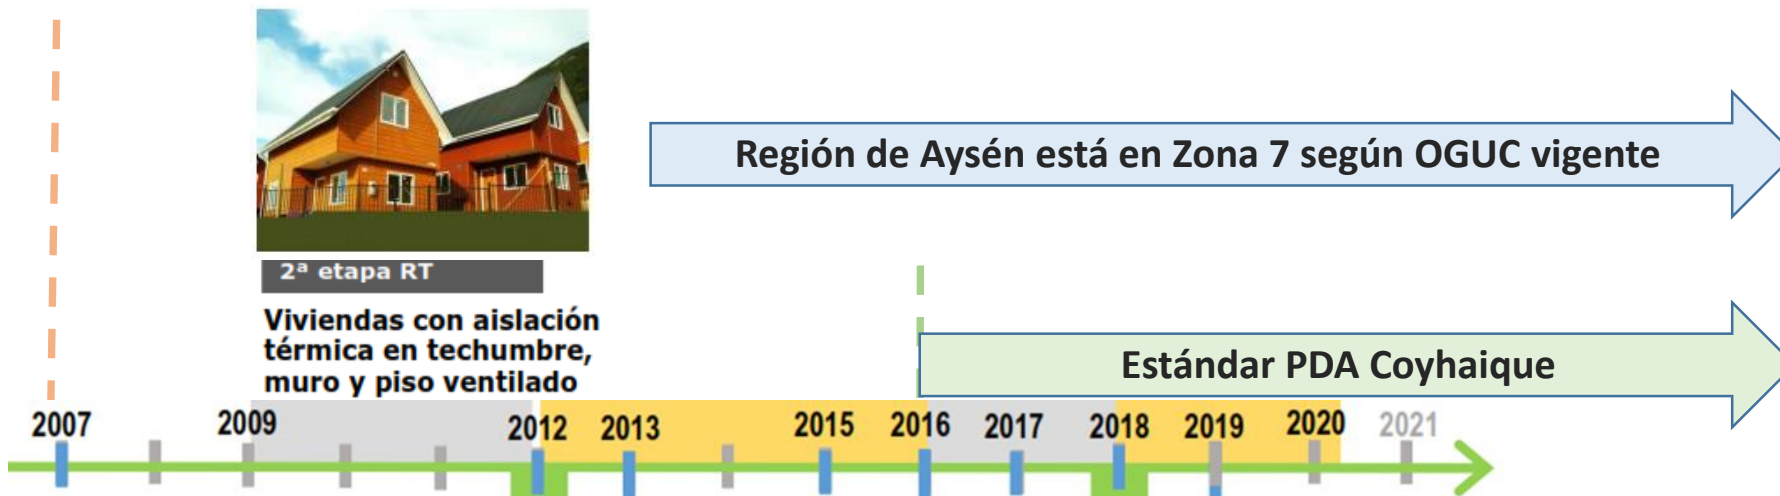 Región de Aysén está en Zona 7 según OGUC vigente
2ª etapa RT
Viviendas con aislación
térmica en techumbre,
muro y piso ventilado
Estándar PDA Coyhaique
2007 2009 2012 2013 2015 2016 2017 2018 2019 2020 2021